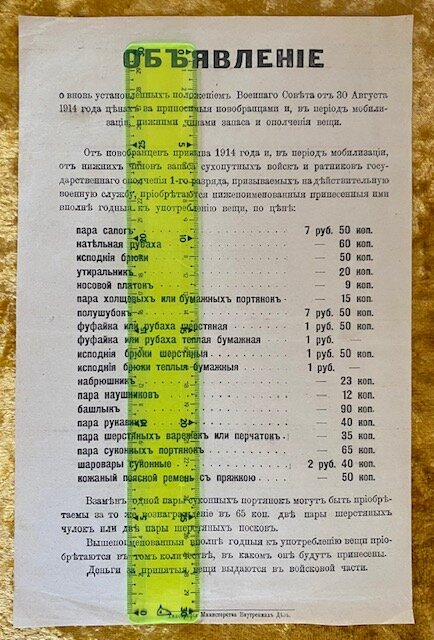 ОБЪЯВЛЕНІЕ
о вновь установленныхъ положеніемъ Военнаго Совѣта отъ 30 Августа
1914 года цѣнахъ за приносимыя новобранцами и, въ періодъ мобили-
заціи, нижними чинами запаса и ополченія вещи.
Отъ новобранцевъ призыва 1914 года и, въ періодъ мобилизаціи,
отъ нижнихъ чиновъ запаса сухопутныхъ войскъ и ратниковъ госу-
дарственнаго ополченія 1-го разряда, призываемыхъ на дѣйствительную
военную службу, пріобрѣтаются нижепоименованныя принесенныя ими
вполнѣ годныя къ употребленію вещи, по цѣнѣ:
пара сапогъ 7 руб. 50 коп.
натѣльная рубаха — 60 коп.
исподнія брюки — 50 коп.
утиральникъ — 20 коп.
носовой платокъ — 9 коп.
пара холщевыхъ или бумажныхъ портянокъ — 15 коп.
полушубокъ 7 руб. 50 коп.
фуфайка или рубаха шерстяная 1 руб. 50 коп.
фуфайка или рубаха теплая бумажная 1 руб. —
исподнія брюки шерстяныя 1 руб. 50 коп.
исподнія брюки теплыя бумажныя 1 руб. —
набрюшникъ — 23 коп.
пара наушниковъ — 12 коп.
башлыкъ — 90 коп.
пара рукавицъ — 40 коп.
пара шерстяныхъ варежекъ или перчатокъ — 35 коп.
пара суконныхъ портянокъ — 65 коп.
шаровары суконные 2 руб. 40 коп.
кожаный поясной ремень съ пряжкою — 50 коп.
Взамѣнъ одной пары суконныхъ портянокъ могутъ быть пріобрѣ-
таемы за то же вознагражденіе въ 65 коп. двѣ пары шерстяныхъ
чулокъ или двѣ пары шерстяныхъ носковъ.
Вышепоименованныя вполнѣ годныя къ употребленію вещи пріо-
брѣтаются въ томъ количествѣ, въ какомъ онѣ будутъ принесены.
Деньги за принятыя вещи выдаются въ войсковой части.
Министерства Внутреннихъ Дѣлъ.